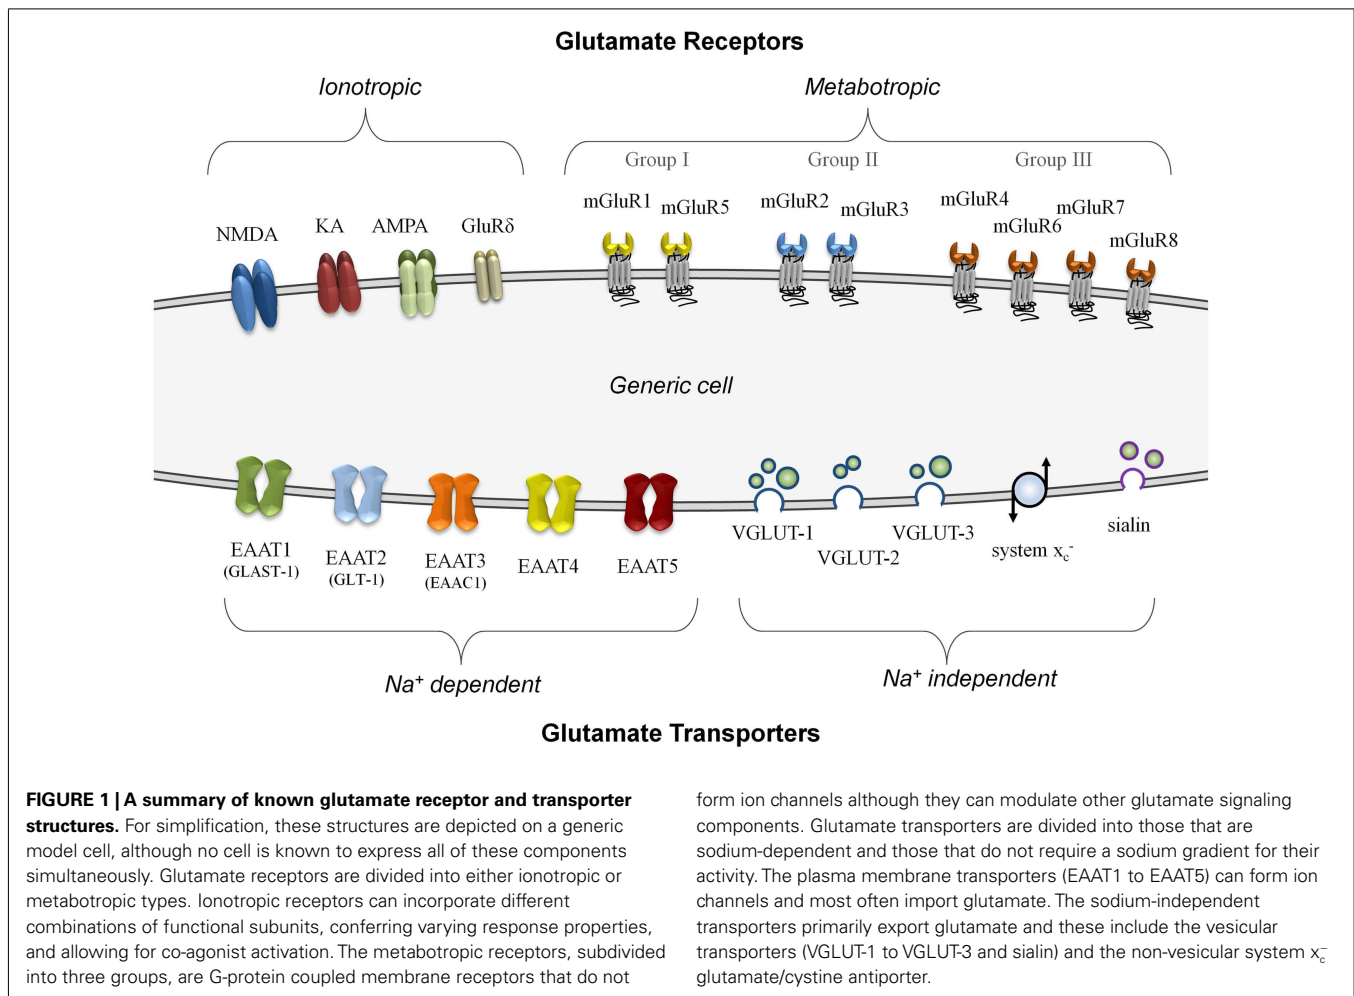 Glutamate Receptors
Ionotropic
Metabotropic
Group I
Group II
Group III
NMDA
KA
AMPA
GluRδ
mGluR1
mGluR5
mGluR2
mGluR3
mGluR4
mGluR6
mGluR7
mGluR8
Generic cell
EAAT1
(GLAST-1)
EAAT2
(GLT-1)
EAAT3
(EAAC1)
EAAT4
EAAT5
VGLUT-1
VGLUT-2
VGLUT-3
system x_c^-
sialin
Na⁺ dependent
Na⁺ independent
Glutamate Transporters
FIGURE 1 | A summary of known glutamate receptor and transporter
structures. For simplification, these structures are depicted on a generic
model cell, although no cell is known to express all of these components
simultaneously. Glutamate receptors are divided into either ionotropic or
metabotropic types. Ionotropic receptors can incorporate different
combinations of functional subunits, conferring varying response properties,
and allowing for co-agonist activation. The metabotropic receptors, subdivided
into three groups, are G-protein coupled membrane receptors that do not
form ion channels although they can modulate other glutamate signaling
components. Glutamate transporters are divided into those that are
sodium-dependent and those that do not require a sodium gradient for their
activity. The plasma membrane transporters (EAAT1 to EAAT5) can form ion
channels and most often import glutamate. The sodium-independent
transporters primarily export glutamate and these include the vesicular
transporters (VGLUT-1 to VGLUT-3 and sialin) and the non-vesicular system x_c^-
glutamate/cystine antiporter.